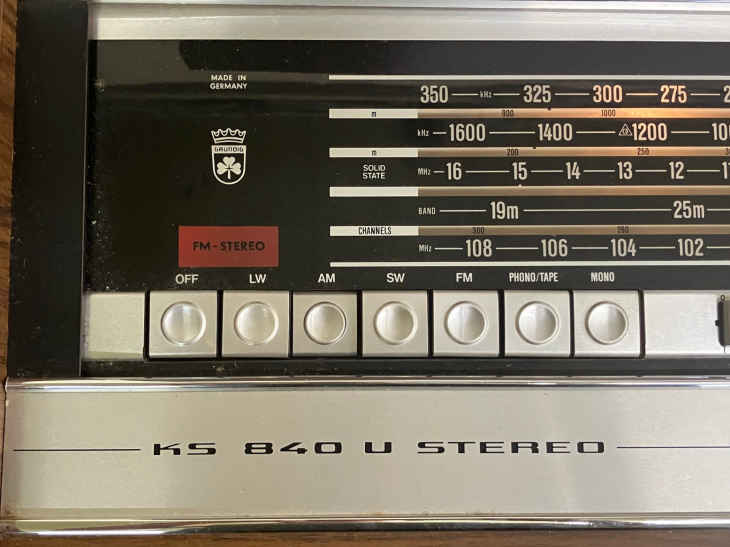 MADE IN
GERMANY
GRUNDIG
FM-STEREO
350 kHz 325 300 275
m 900 1000
kHz 1600 1400 1200
m 200 250
SOLID
STATE
MHz 16 15 14 13 12
BAND 19m 25m
CHANNELS 300
MHz 108 106 104 102
OFF LW AM SW FM PHONO/TAPE MONO
KS 840 U STEREO